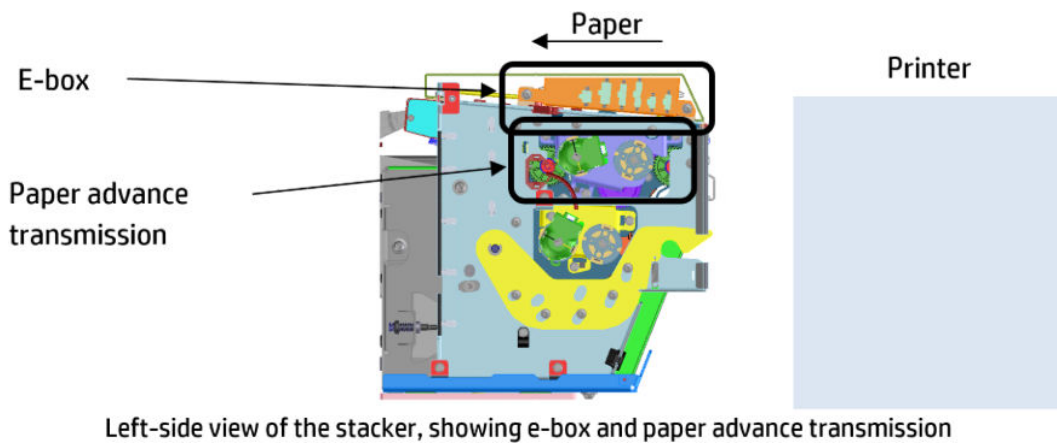 Paper
E-box
Printer
Paper advance
transmission
Left-side view of the stacker, showing e-box and paper advance transmission